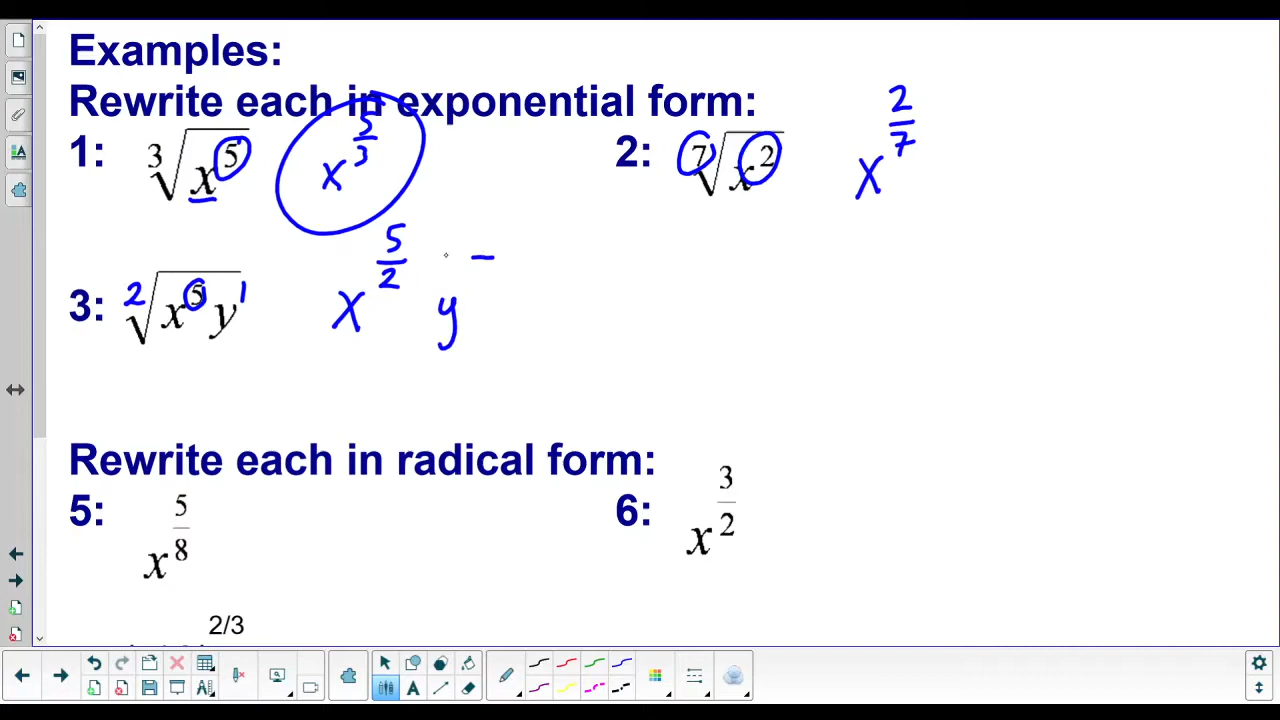 Examples:
Rewrite each in exponential form:
1: ∛x⁵ x^(5/3) 2: ⁷√x² x^(2/7)
3: ²√x⁵y¹ x^(5/2) y^-
Rewrite each in radical form:
5: x^(5/8) 6: x^(3/2)
2/3
A
A
A